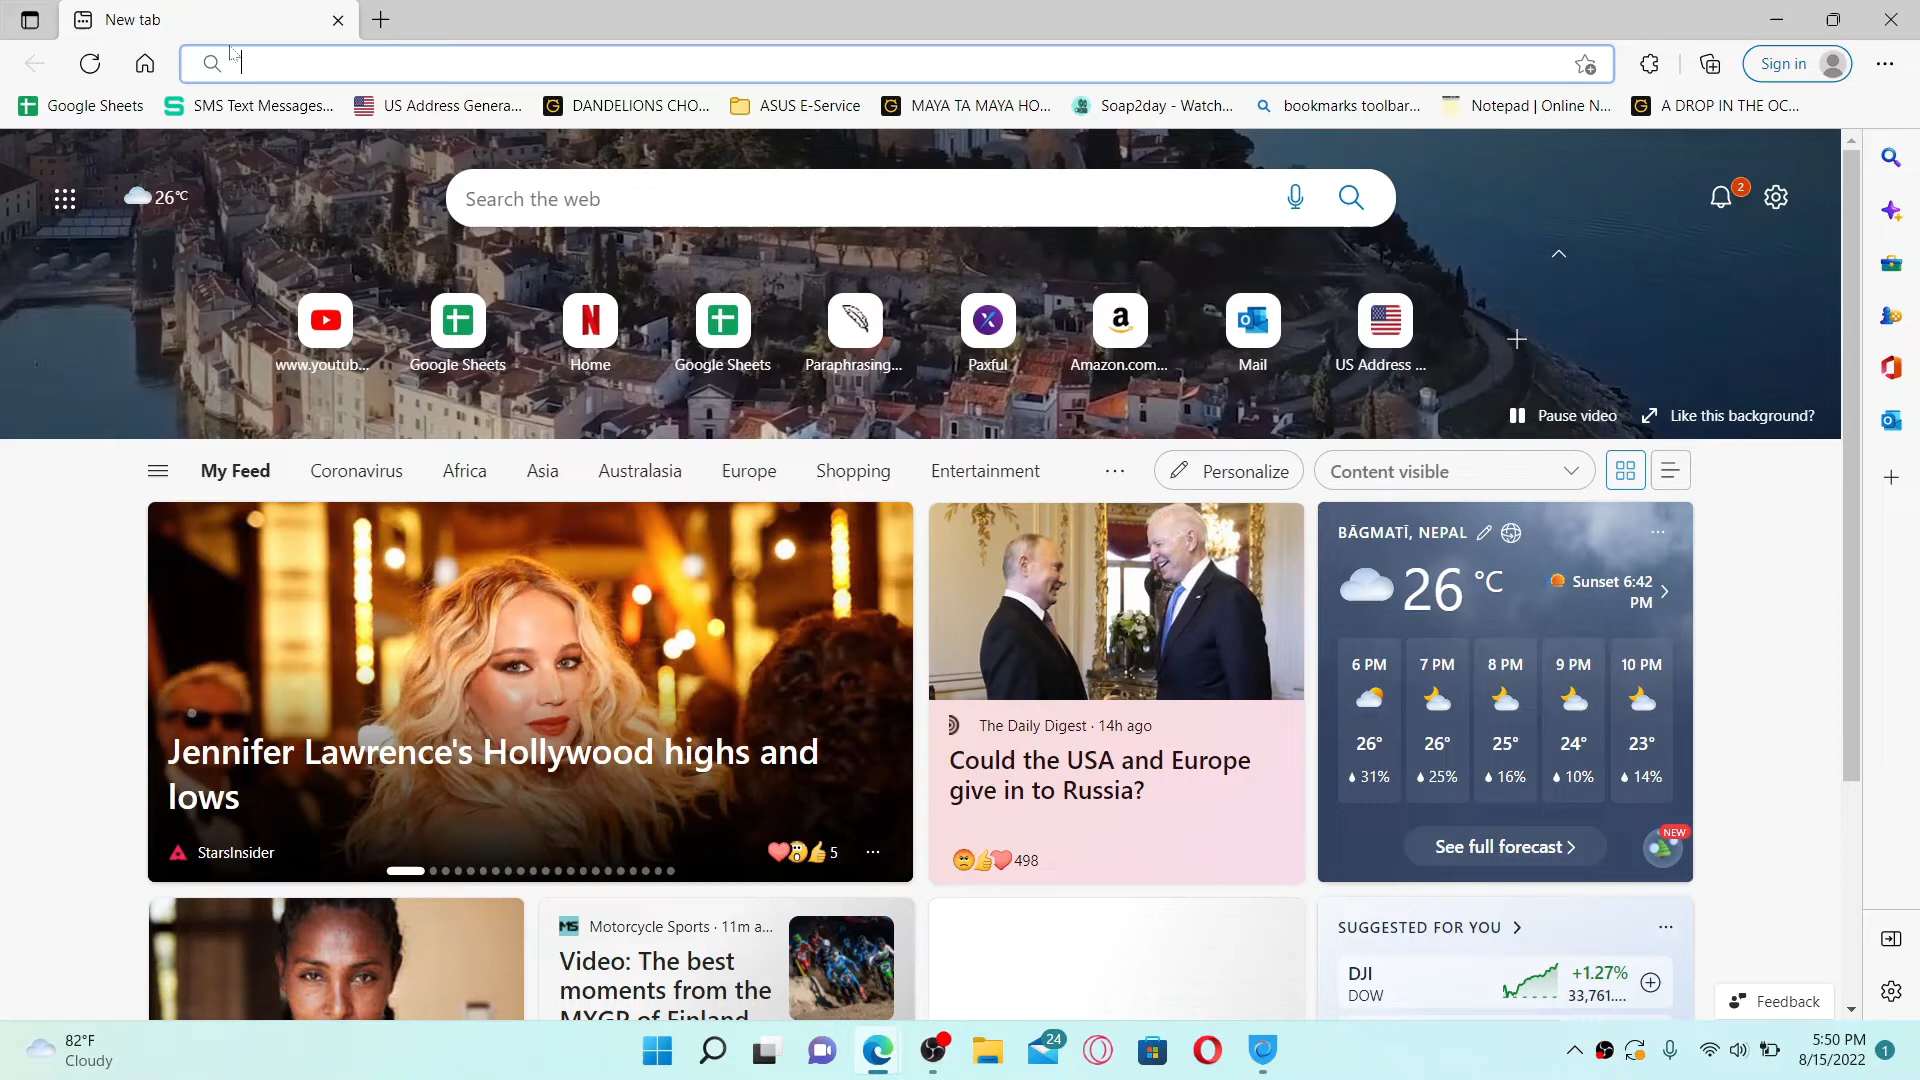 New tab
Sign in
Google Sheets
SMS Text Messages...
US Address Genera...
DANDELIONS CHO...
ASUS E-Service
MAYA TA MAYA HO...
Soap2day - Watch...
bookmarks toolbar...
Notepad | Online N...
A DROP IN THE OC...
26°C
Search the web
2
www.youtub...
Google Sheets
Home
Google Sheets
Paraphrasing...
Paxful
Amazon.com...
Mail
US Address ...
Pause video
Like this background?
My Feed
Coronavirus
Africa
Asia
Australasia
Europe
Shopping
Entertainment
Personalize
Content visible
Jennifer Lawrence's Hollywood highs and
lows
StarsInsider
5
The Daily Digest · 14h ago
Could the USA and Europe
give in to Russia?
498
BĀGMATĪ, NEPAL
26 °C
Sunset 6:42
PM
6 PM 7 PM 8 PM 9 PM 10 PM
26° 26° 25° 24° 23°
31% 25% 16% 10% 14%
See full forecast
NEW
MS Motorcycle Sports · 11m a...
Video: The best
moments from the
MXGP of Finland
SUGGESTED FOR YOU
DJI
DOW
+1.27%
33,761....
Feedback
82°F
Cloudy
24
5:50 PM
8/15/2022
1